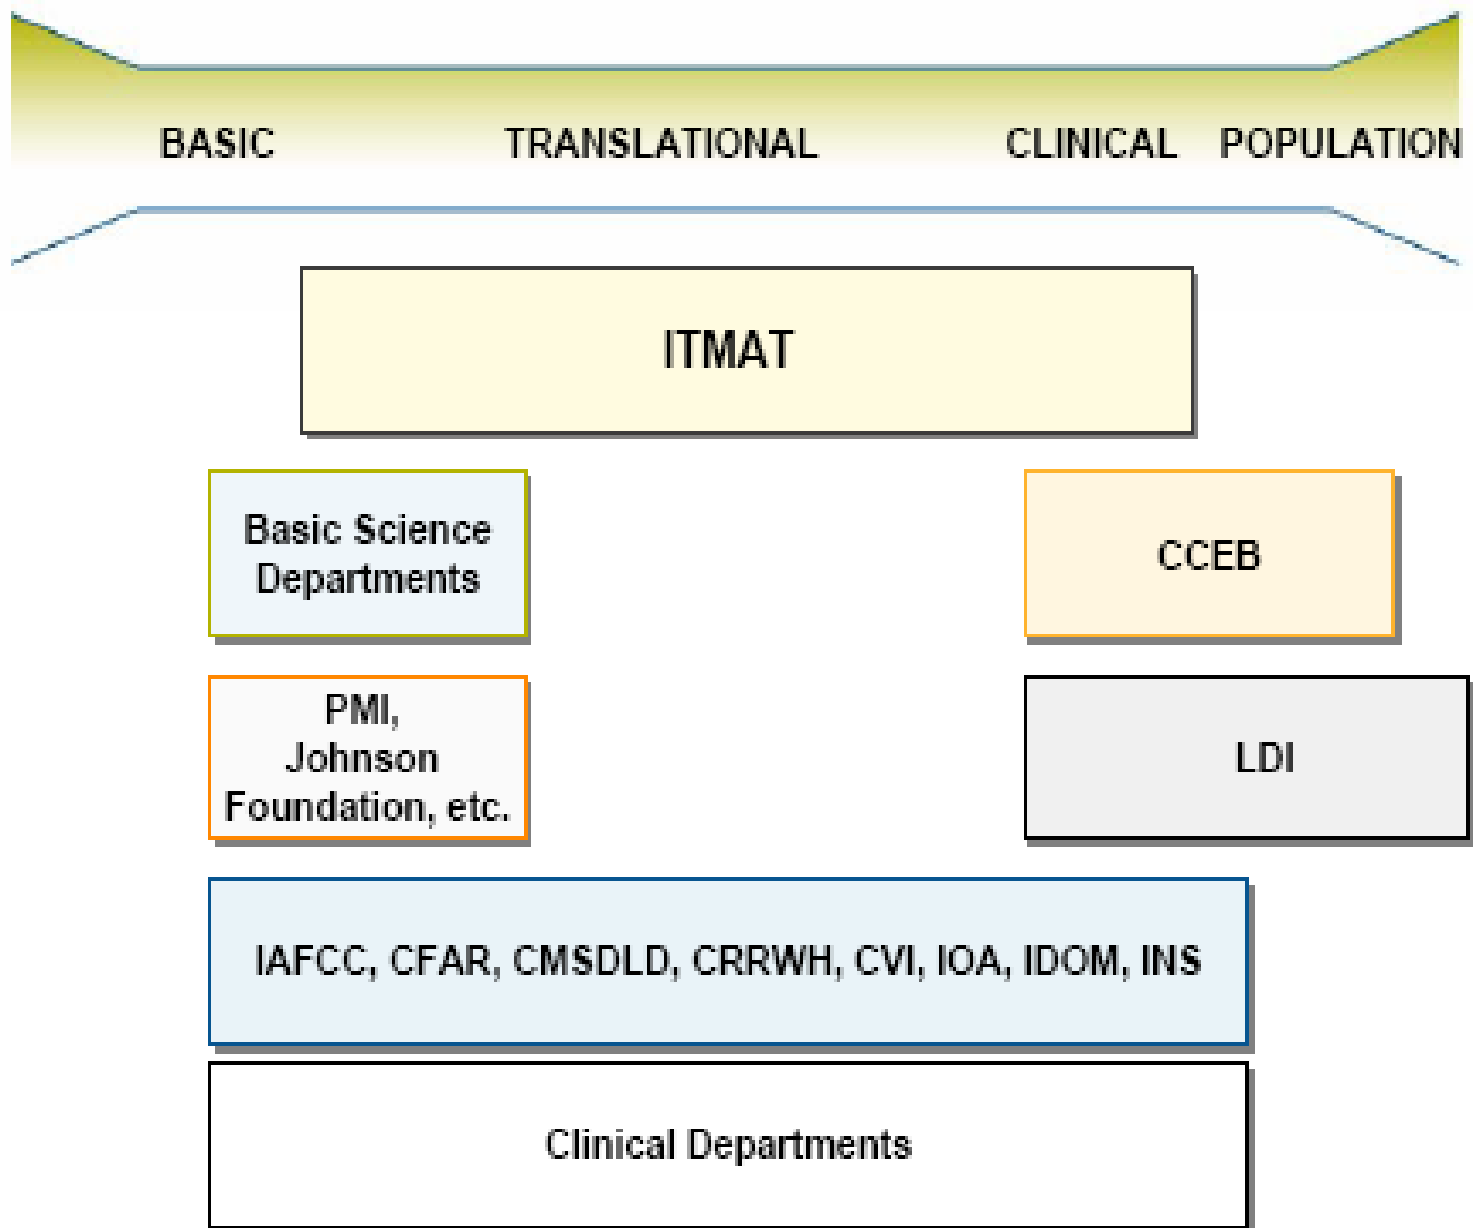 BASIC TRANSLATIONAL CLINICAL POPULATION
ITMAT
Basic Science
Departments
CCEB
PMI,
Johnson
Foundation, etc.
LDI
IAFCC, CFAR, CMSDLD, CRRWH, CVI, IOA, IDOM, INS
Clinical Departments